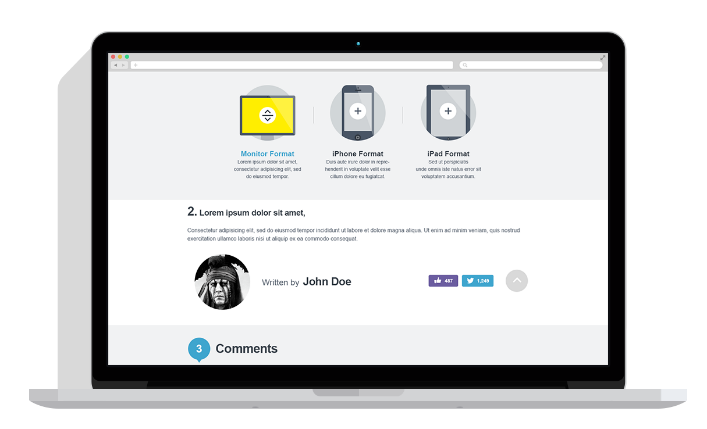 Monitor Format
Lorem ipsum dolor sit amet,
consectetur adipisicing elit, sed
do eiusmod tempor.
iPhone Format
Duis aute irure dolor in repre-
henderit in voluptate velit esse
cillum dolore eu fugiatcat
iPad Format
Sed ut perspiciatis
unde omnis iste natus error sit
voluptatem accusantium.
2. Lorem ipsum dolor sit amet,
Consectetur adipisicing elit, sed do eiusmod tempor incididunt ut labore et dolore magna aliqua. Ut enim ad minim veniam, quis nostrud
exercitation ullamco laboris nisi ut aliquip ex ea commodo consequat.
Written by John Doe
467
1,249
3 Comments